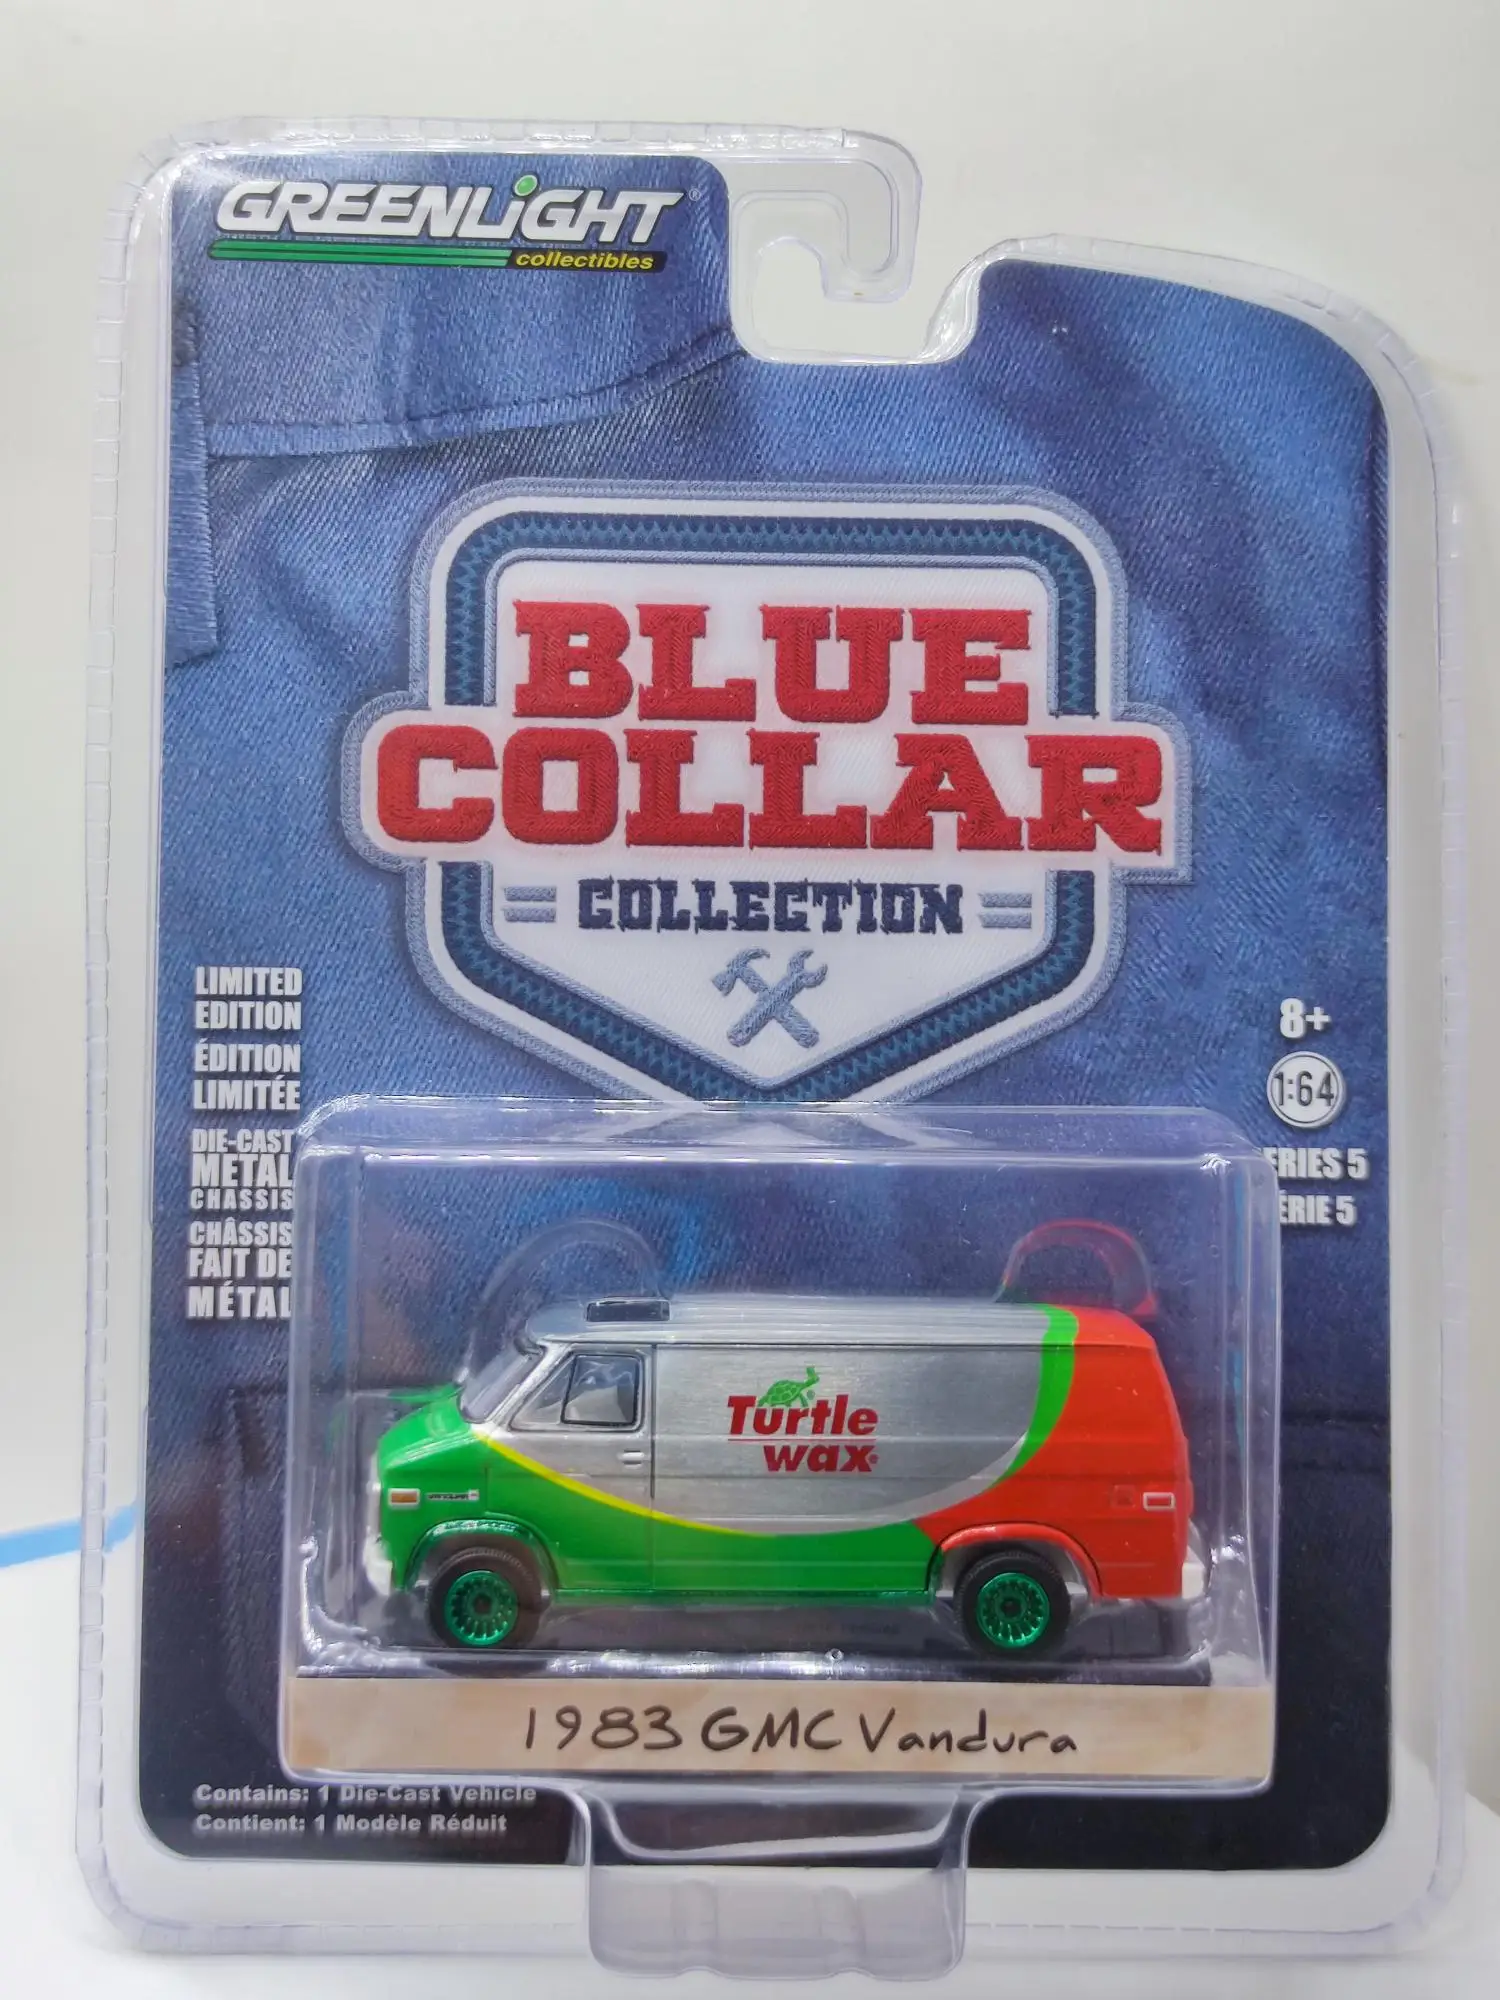 GREENLiGHT®
collectibles
BLUE
COLLAR
COLLECTION
LIMITED
EDITION
ÉDITION
LIMITÉE
DIE-CAST
METAL
CHASSIS
CHÂSSIS
FAIT DE
MÉTAL
8+
1:64
ERIES 5
ÉRIE 5
Turtle
wax®
1983 GMC Vandura
Contains: 1 Die-Cast Vehicle
Contient: 1 Modèle Réduit